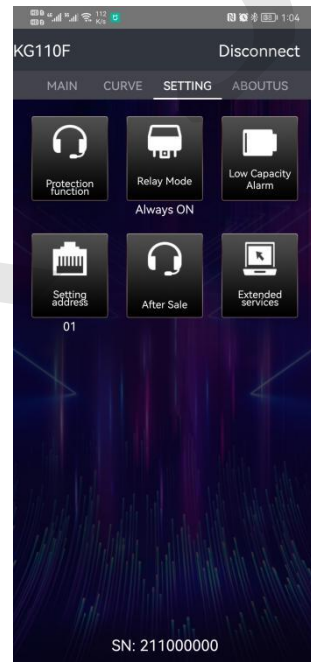 112
K/s
1:04
KG110F
Disconnect
MAIN CURVE SETTING ABOUTUS
Protection
function
Relay Mode
Low Capacity
Alarm
Always ON
Setting
address
After Sale
Extended
services
01
SN: 211000000